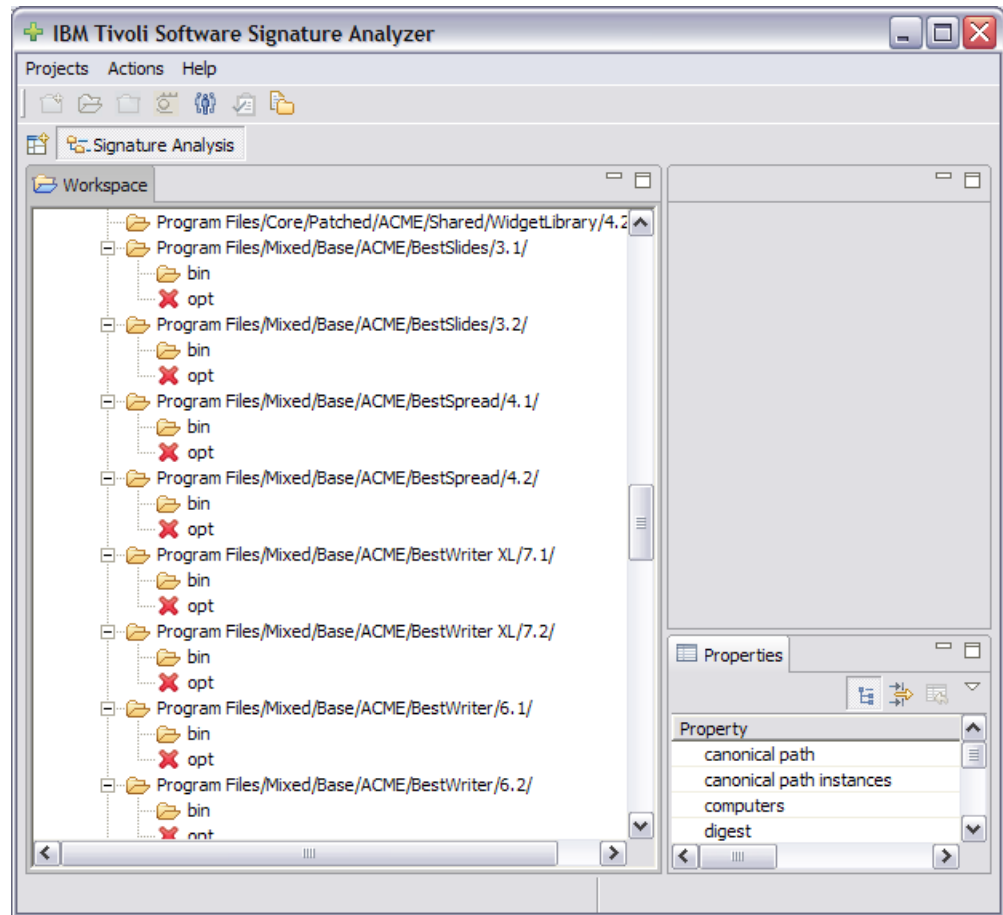 IBM Tivoli Software Signature Analyzer
Projects Actions Help
Signature Analysis
Workspace
Program Files/Core/Patched/ACME/Shared/WidgetLibrary/4.2
Program Files/Mixed/Base/ACME/BestSlides/3.1/
bin
opt
Program Files/Mixed/Base/ACME/BestSlides/3.2/
bin
opt
Program Files/Mixed/Base/ACME/BestSpread/4.1/
bin
opt
Program Files/Mixed/Base/ACME/BestSpread/4.2/
bin
opt
Program Files/Mixed/Base/ACME/BestWriter XL/7.1/
bin
opt
Program Files/Mixed/Base/ACME/BestWriter XL/7.2/
bin
opt
Program Files/Mixed/Base/ACME/BestWriter/6.1/
bin
opt
Program Files/Mixed/Base/ACME/BestWriter/6.2/
bin
opt
Properties
Property
canonical path
canonical path instances
computers
digest